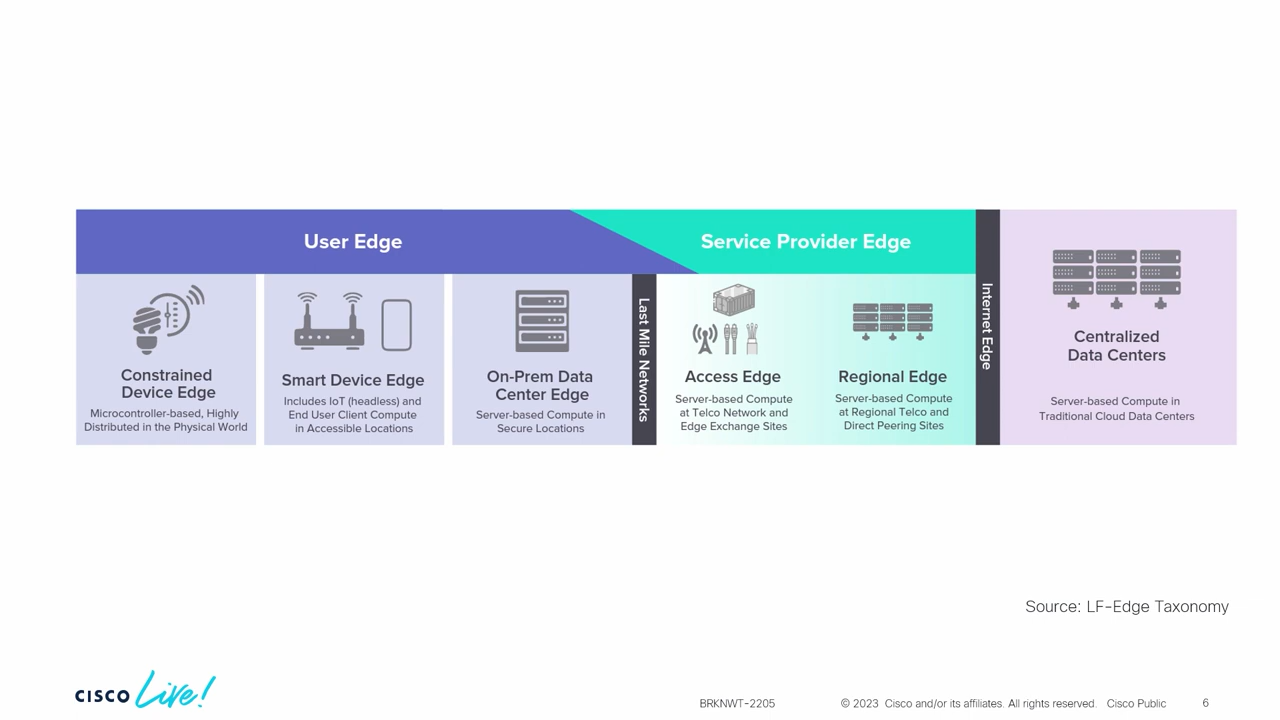 User Edge
Service Provider Edge
Constrained
Device Edge
Microcontroller-based, Highly
Distributed in the Physical World
Smart Device Edge
Includes IoT (headless) and
End User Client Compute
in Accessible Locations
On-Prem Data
Center Edge
Server-based Compute in
Secure Locations
Last Mile Networks
Access Edge
Server-based Compute
at Telco Network and
Edge Exchange Sites
Regional Edge
Server-based Compute
at Regional Telco and
Direct Peering Sites
Internet Edge
Centralized
Data Centers
Server-based Compute in
Traditional Cloud Data Centers
Source: LF-Edge Taxonomy
CISCO Live!
BRKNWT-2205
© 2023 Cisco and/or its affiliates. All rights reserved. Cisco Public
6